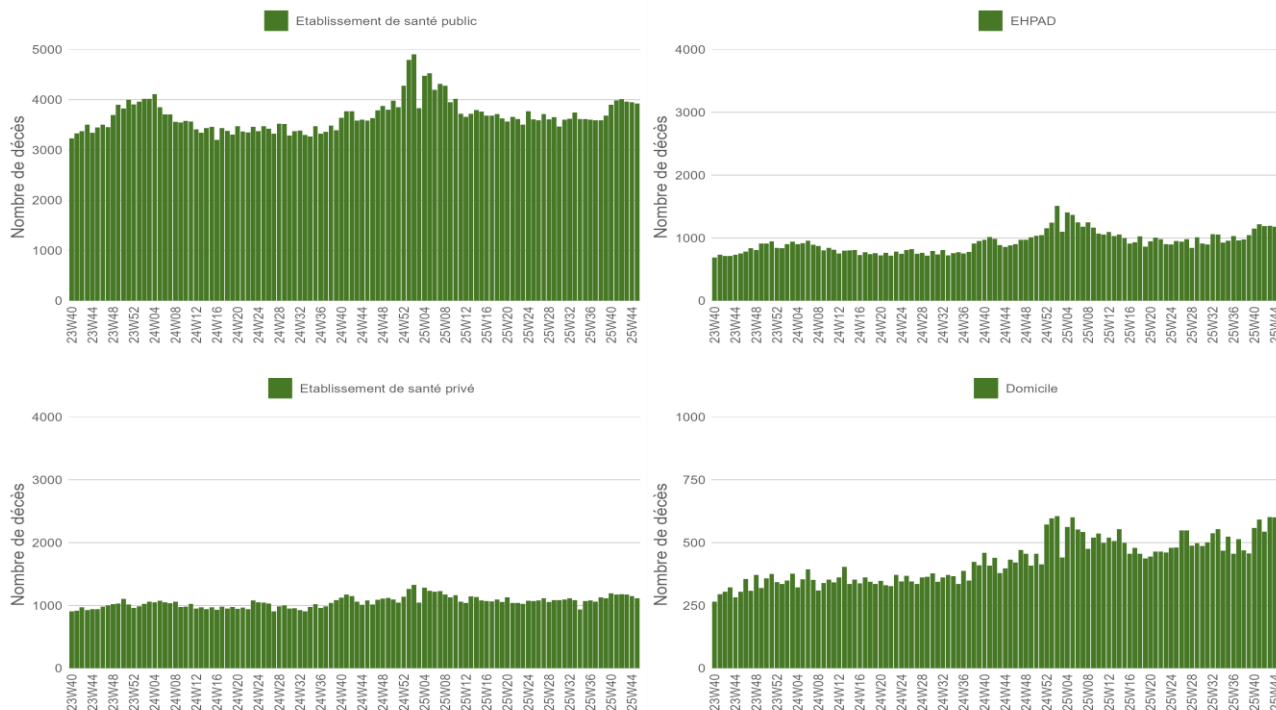 Etablissement de santé public
Nombre de décès
5000
4000
3000
2000
1000
0
23W40 23W44 23W48 23W52 24W04 24W08 24W12 24W16 24W20 24W24 24W28 24W32 24W36 24W40 24W44 24W48 24W52 25W04 25W08 25W12 25W16 25W20 25W24 25W28 25W32 25W36 25W40 25W44
EHPAD
Nombre de décès
4000
3000
2000
1000
0
23W40 23W44 23W48 23W52 24W04 24W08 24W12 24W16 24W20 24W24 24W28 24W32 24W36 24W40 24W44 24W48 24W52 25W04 25W08 25W12 25W16 25W20 25W24 25W28 25W32 25W36 25W40 25W44
Etablissement de santé privé
Nombre de décès
4000
3000
2000
1000
0
23W40 23W44 23W48 23W52 24W04 24W08 24W12 24W16 24W20 24W24 24W28 24W32 24W36 24W40 24W44 24W48 24W52 25W04 25W08 25W12 25W16 25W20 25W24 25W28 25W32 25W36 25W40 25W44
Domicile
Nombre de décès
1000
750
500
250
0
23W40 23W44 23W48 23W52 24W04 24W08 24W12 24W16 24W20 24W24 24W28 24W32 24W36 24W40 24W44 24W48 24W52 25W04 25W08 25W12 25W16 25W20 25W24 25W28 25W32 25W36 25W40 25W44